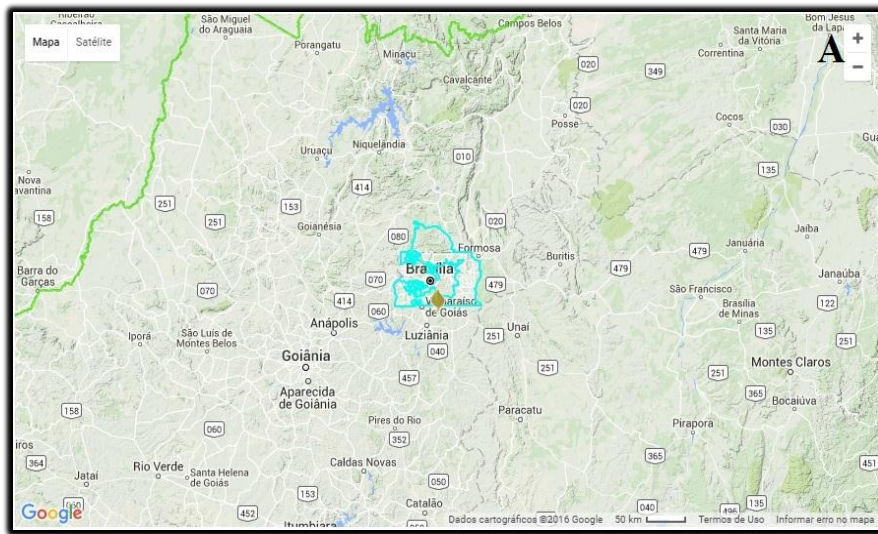 São Miguel
do Araguaia
Campos Belos
Bom Jesus
da Lapa
Mapa
Satélite
A
+
−
Porangatu
Minaçu
Santa Maria
da Vitória
Correntina
020
349
Cavalcante
020
Posse
Cocos
030
Uruaçu
Niquelândia
010
135
Nova
158
251
251
153
414
Goianésia
080
020
Formosa
Buritis
479
Januária
479
Jaíba
Barra do
Garças
070
070
Brasília
479
414
060
de Goiás
São Francisco
Janaúba
122
Iporá
São Luís de
Montes Belos
Anápolis
Luziânia
251
Unaí
Brasília
de Minas
135
Goiânia
040
251
251
Montes Claros
Aparecida
de Goiânia
457
365
Bocaiúva
158
060
Pires do Rio
352
Paracatu
Pirapora
364
Jataí
Rio Verde
Santa Helena
de Goiás
Caldas Novas
365
451
153
050
452
Itumbiara
Catalão
040
135
Google
Dados cartográficos ©2016 Google
50 km
Termos de Uso
Informar erro no mapa